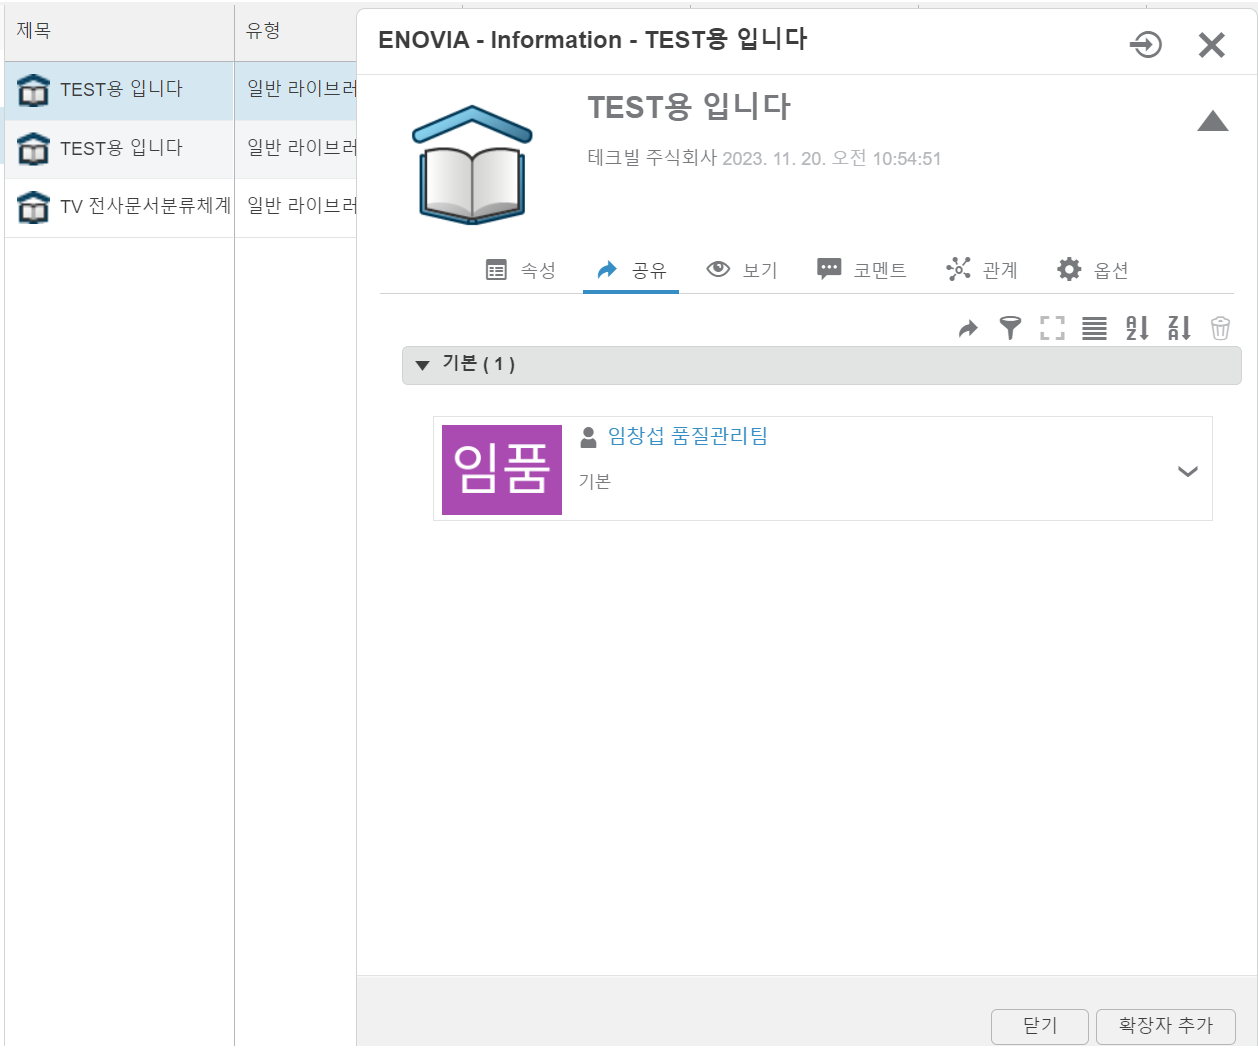 제목
유형
TEST용 입니다
일반 라이브러
TEST용 입니다
일반 라이브러
TV 전사문서분류체계
일반 라이브러
ENOVIA - Information - TEST용 입니다
TEST용 입니다
테크빌 주식회사 2023. 11. 20. 오전 10:54:51
속성
공유
보기
코멘트
관계
옵션
기본 ( 1 )
임품
임창섭 품질관리팀
기본
닫기
확장자 추가